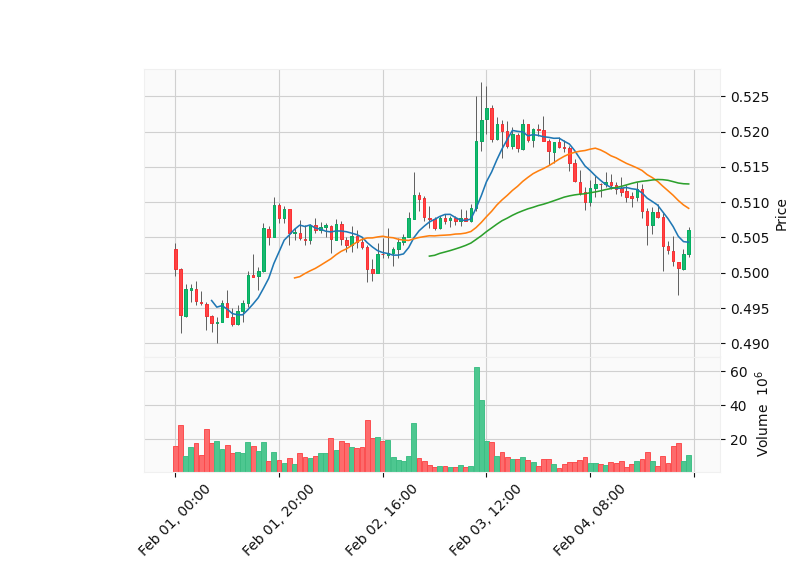 0.525
0.520
0.515
0.510
0.505
0.500
0.495
0.490
Price
60
40
20
Volume 10⁶
Feb 01, 00:00
Feb 01, 20:00
Feb 02, 16:00
Feb 03, 12:00
Feb 04, 08:00